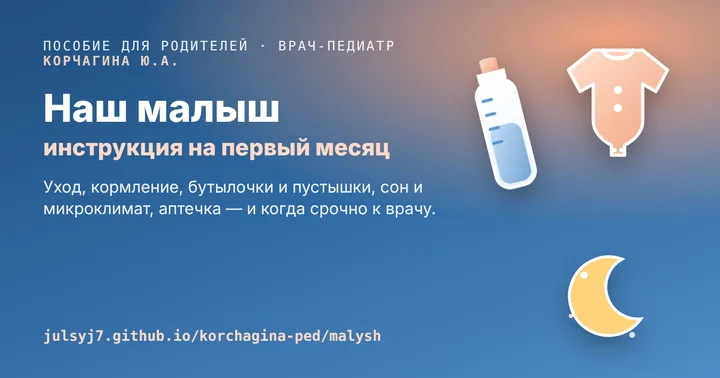 ПОСОБИЕ ДЛЯ РОДИТЕЛЕЙ · ВРАЧ-ПЕДИАТР
КОРЧАГИНА Ю.А.
Наш малыш
инструкция на первый месяц
Уход, кормление, бутылочки и пустышки, сон и
микроклимат, аптечка — и когда срочно к врачу.
julsyj7.github.io/korchagina-ped/malysh